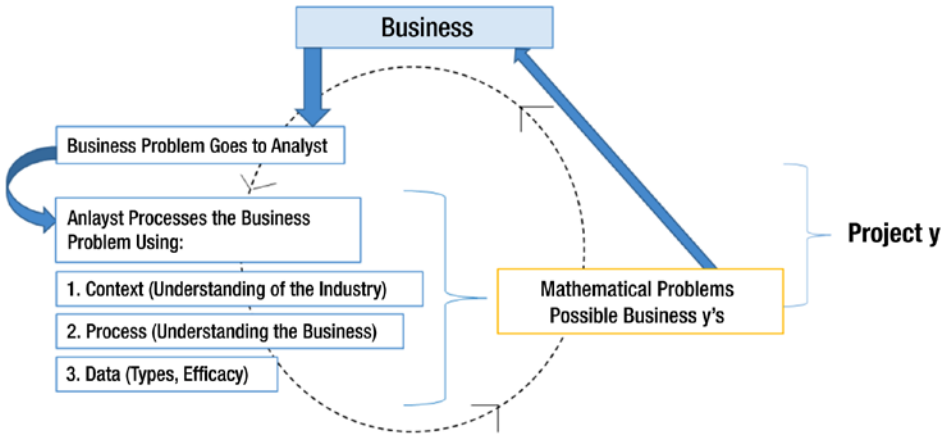 Business
Business Problem Goes to Analyst
Anlayst Processes the Business
Problem Using:
1. Context (Understanding of the Industry)
2. Process (Understanding the Business)
3. Data (Types, Efficacy)
Mathematical Problems
Possible Business y's
Project y